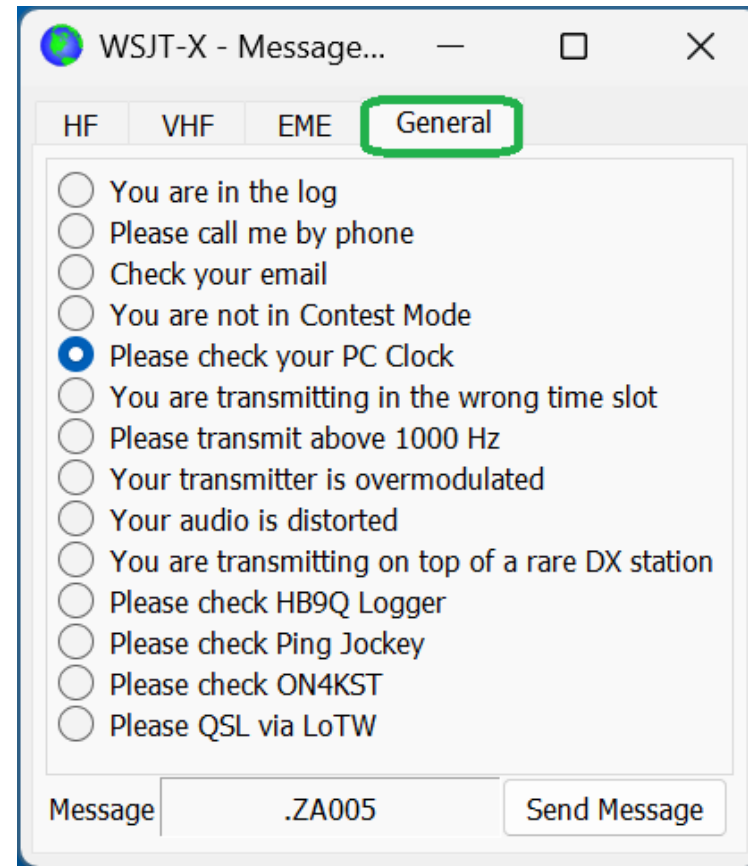 WSJT-X - Message...
HF VHF EME General
You are in the log
Please call me by phone
Check your email
You are not in Contest Mode
Please check your PC Clock
You are transmitting in the wrong time slot
Please transmit above 1000 Hz
Your transmitter is overmodulated
Your audio is distorted
You are transmitting on top of a rare DX station
Please check HB9Q Logger
Please check Ping Jockey
Please check ON4KST
Please QSL via LoTW
Message .ZA005 Send Message